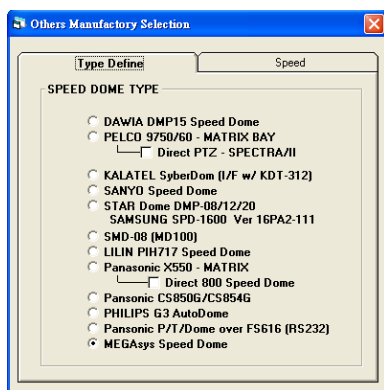 Others Manufactory Selection
Type Define
Speed
SPEED DOME TYPE
DAWIA DMP15 Speed Dome
PELCO 9750/60 - MATRIX BAY
Direct PTZ - SPECTRA/II
KALATEL SyberDom (I/F w/ KDT-312)
SANYO Speed Dome
STAR Dome DMP-08/12/20
SAMSUNG SPD-1600 Ver 16PA2-111
SMD-08 (MD100)
LILIN PIH717 Speed Dome
Panasonic X550 - MATRIX
Direct 800 Speed Dome
Pansonic CS850G/CS854G
PHILIPS G3 AutoDome
Pansonic P/T/Dome over FS616 (RS232)
MEGAsys Speed Dome